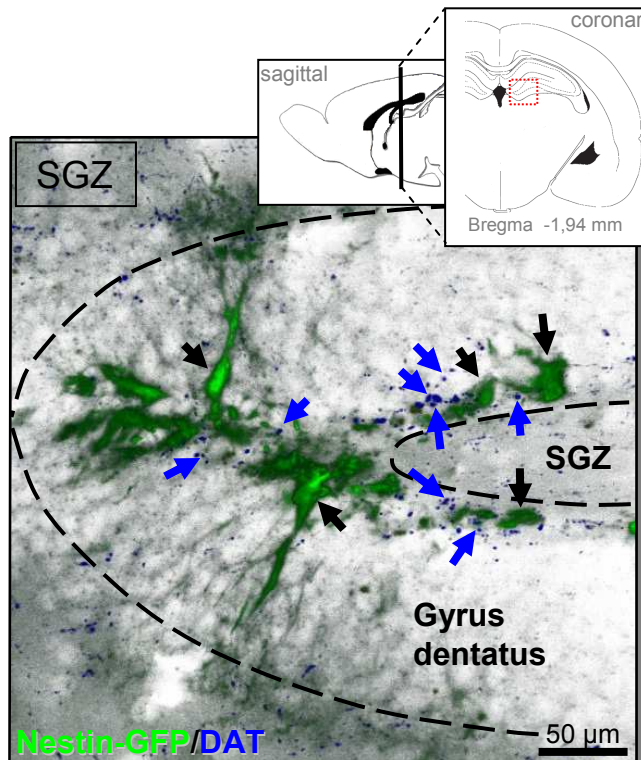 sagittal
coronar
Bregma -1,94 mm
SGZ
SGZ
Gyrus
dentatus
Nestin-GFP/DAT
50 µm